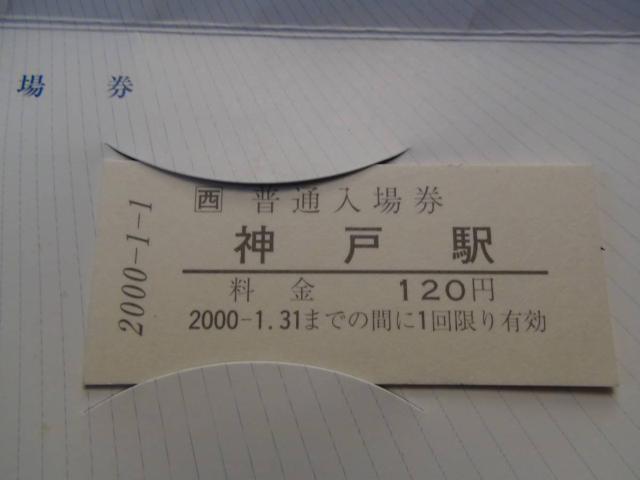 場 券
2000-1-1
西 普通入場券
神戸駅
料金 120円
2000-1.31までの間に1回限り有効